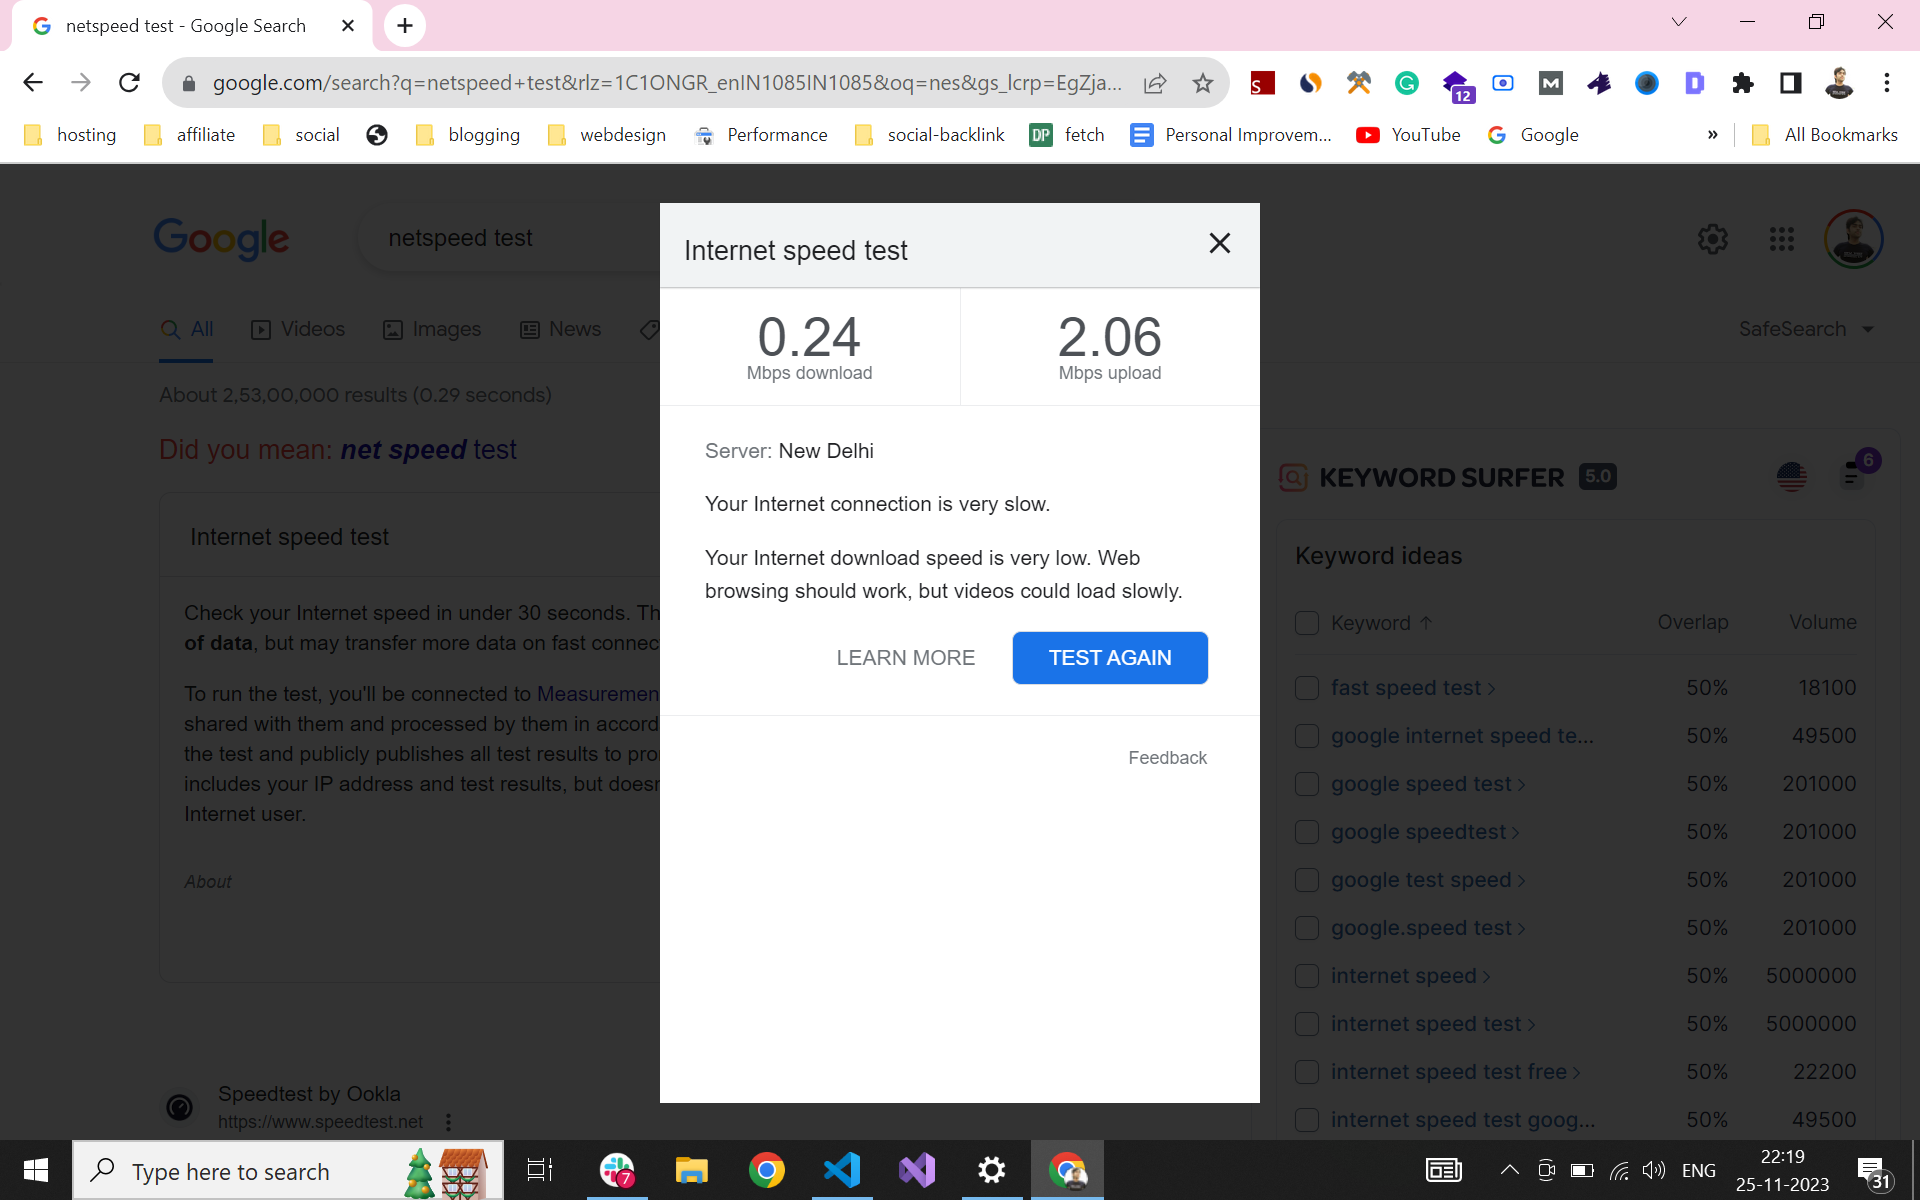 netspeed test - Google Search
google.com/search?q=netspeed+test&rlz=1C1ONGR_enIN1085IN1085&oq=nes&gs_lcrp=EgZja...
12
hosting
affiliate
social
blogging
webdesign
Performance
social-backlink
DP
fetch
Personal Improvem...
YouTube
Google
»
All Bookmarks
Google
netspeed test
All
Videos
Images
News
SafeSearch
About 2,53,00,000 results (0.29 seconds)
Did you mean: net speed test
Internet speed test
Check your Internet speed in under 30 seconds. Th
of data, but may transfer more data on fast connec
To run the test, you'll be connected to Measuremen
shared with them and processed by them in accord
the test and publicly publishes all test results to pro
includes your IP address and test results, but doesn
Internet user.
About
Speedtest by Ookla
https://www.speedtest.net
Internet speed test
0.24
Mbps download
2.06
Mbps upload
Server: New Delhi
Your Internet connection is very slow.
Your Internet download speed is very low. Web
browsing should work, but videos could load slowly.
LEARN MORE
TEST AGAIN
Feedback
KEYWORD SURFER 5.0
6
Keyword ideas
Keyword ↑ Overlap Volume
fast speed test 50% 18100
google internet speed te... 50% 49500
google speed test 50% 201000
google speedtest 50% 201000
google test speed 50% 201000
google.speed test 50% 201000
internet speed 50% 5000000
internet speed test 50% 5000000
internet speed test free 50% 22200
internet speed test goog... 50% 49500
Type here to search
7
ENG
22:19
25-11-2023
31